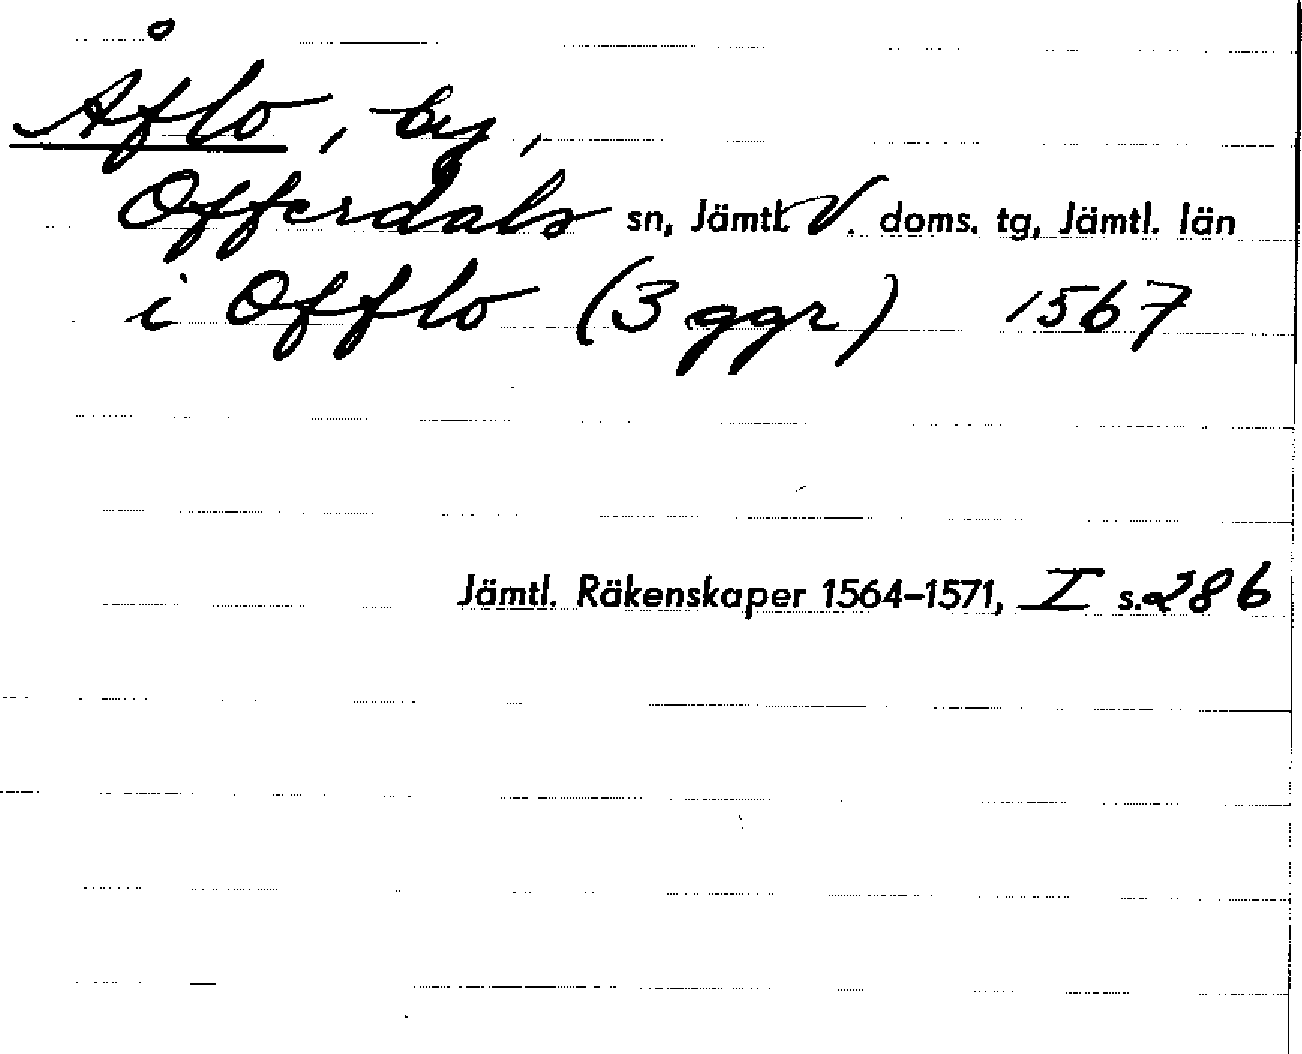 Åflo, by,
Offerdals sn, Jämtl. V. doms. tg, Jämtl. län
i Offlo (3 ggr) 1567
Jämtl. Räkenskaper 1564–1571, I s. 286